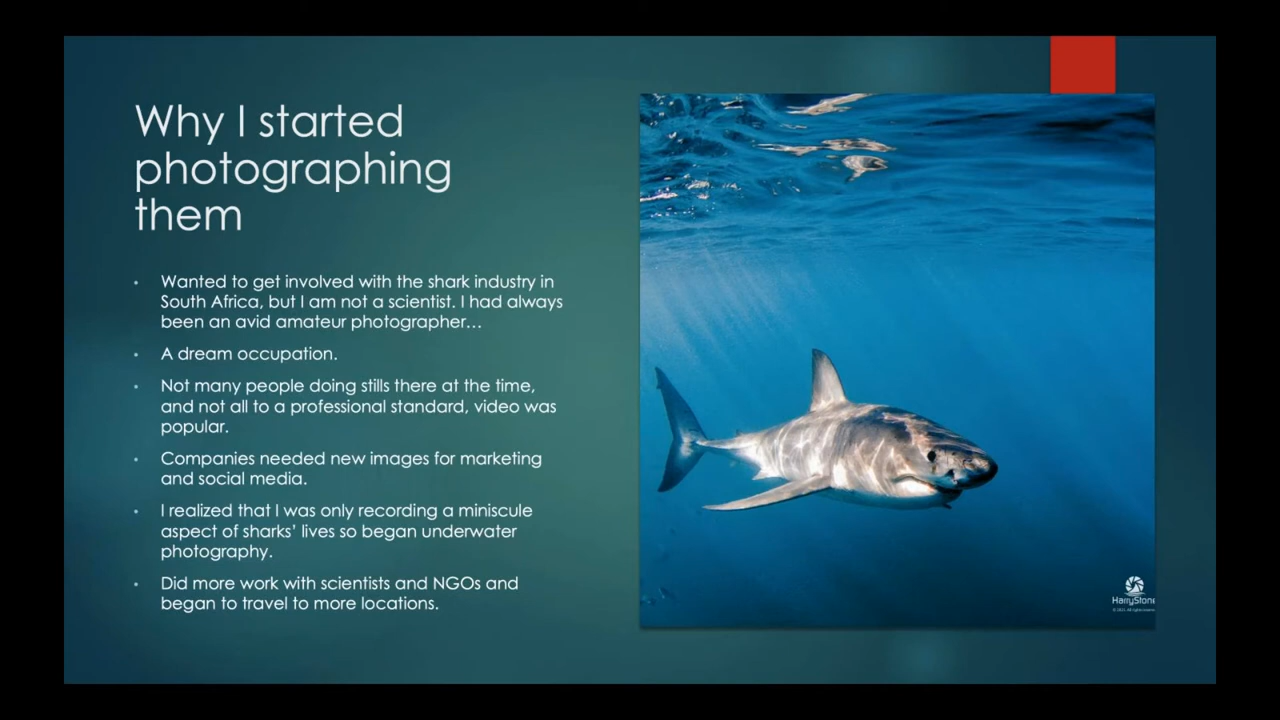 Why I started
photographing
them
• Wanted to get involved with the shark industry in
South Africa, but I am not a scientist. I had always
been an avid amateur photographer…
• A dream occupation.
• Not many people doing stills there at the time,
and not all to a professional standard, video was
popular.
• Companies needed new images for marketing
and social media.
• I realized that I was only recording a miniscule
aspect of sharks' lives so began underwater
photography.
• Did more work with scientists and NGOs and
began to travel to more locations.
HarryStone